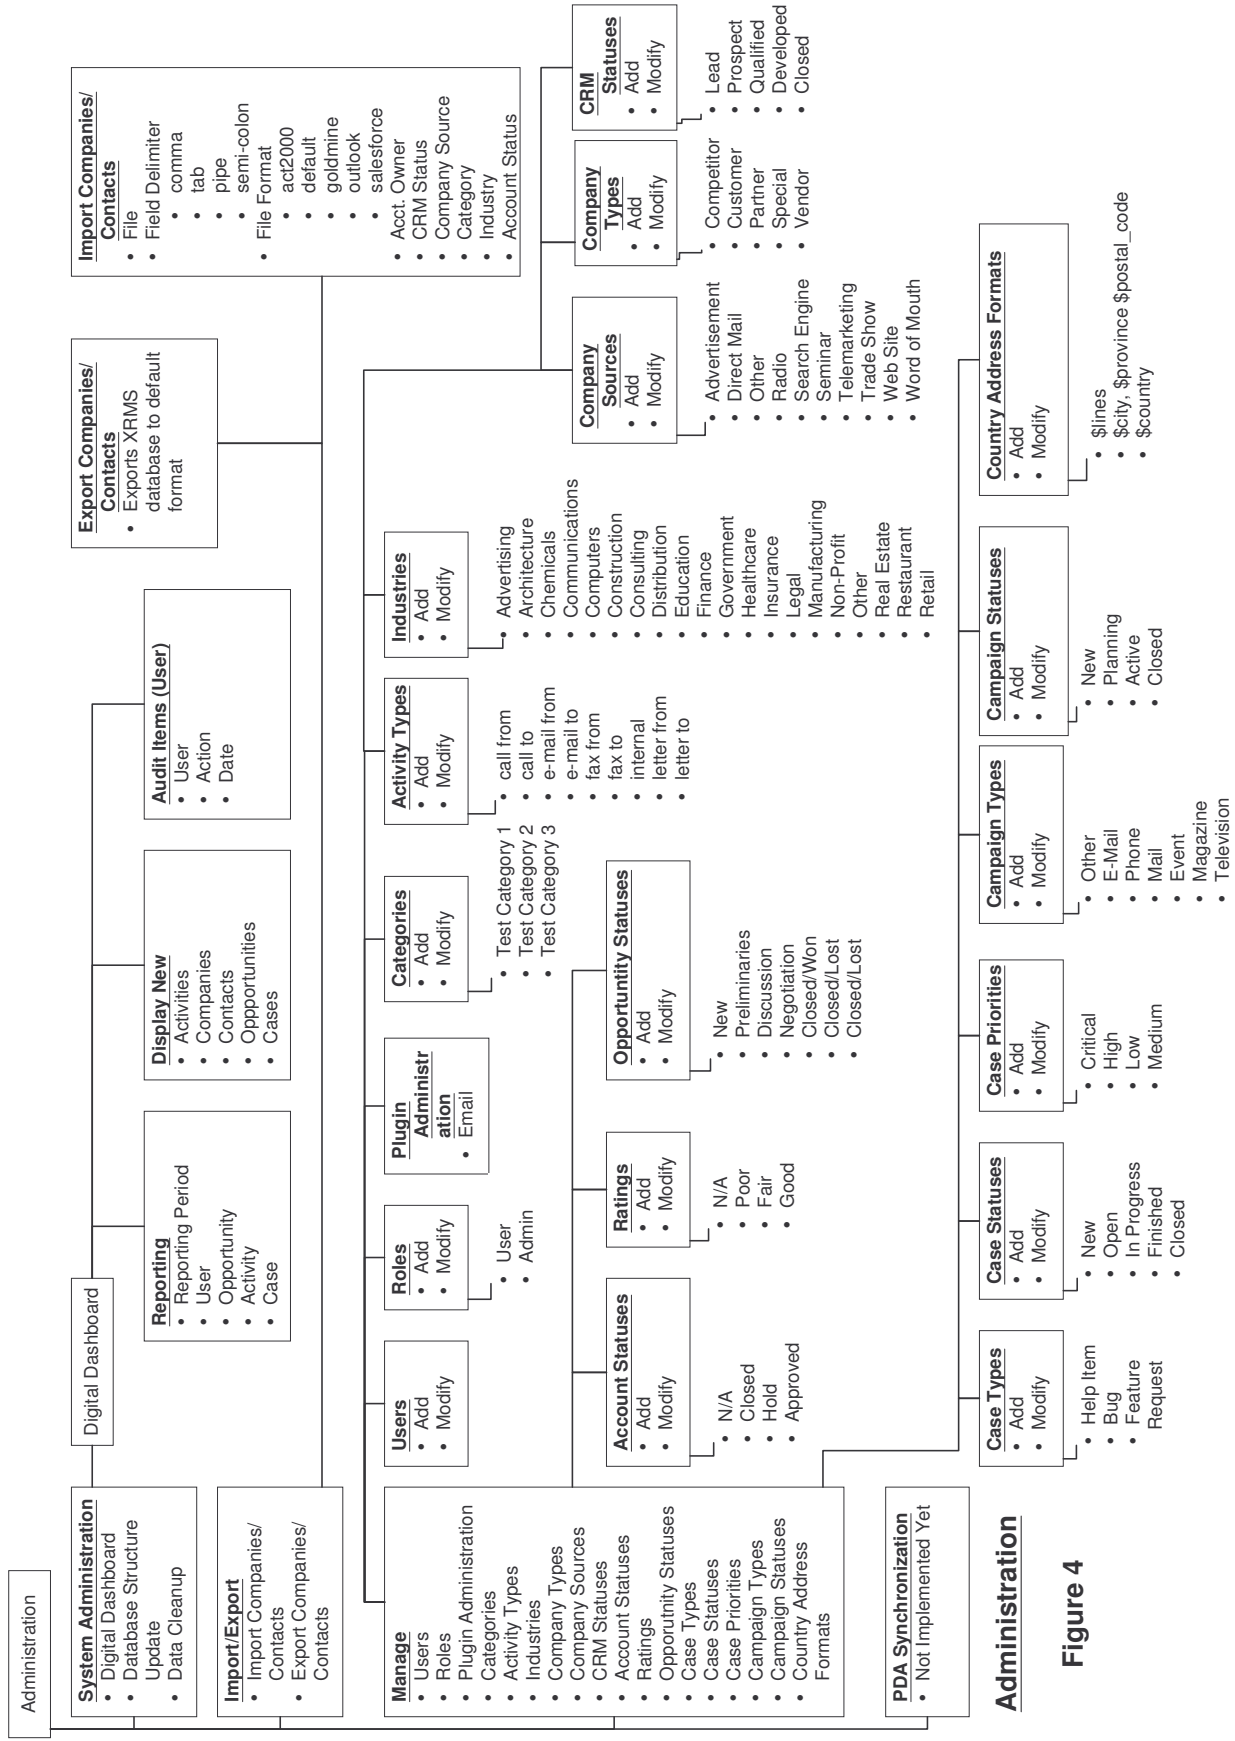 Administration
System Administration
• Digital Dashboard
• Database Structure
Update
• Data Cleanup
Digital Dashboard
Reporting
• Reporting Period
• User
• Opportunity
• Activity
• Case
Display New
• Activities
• Companies
• Contacts
• Oppportunities
• Cases
Audit Items (User)
• User
• Action
• Date
Import/Export
• Import Companies/
Contacts
• Export Companies/
Contacts
Export Companies/
Contacts
• Exports XRMS
database to default
format
Import Companies/
Contacts
• File
• Field Delimiter
• comma
• tab
• pipe
• semi-colon
• File Format
• act2000
• default
• goldmine
• outlook
• salesforce
• Acct. Owner
• CRM Status
• Company Source
• Category
• Industry
• Account Status
Manage
• Users
• Roles
• Plugin Administration
• Categories
• Activity Types
• Industries
• Company Types
• Company Sources
• CRM Statuses
• Account Statuses
• Ratings
• Opporutnity Statuses
• Case Types
• Case Statuses
• Case Priorities
• Campaign Types
• Campaign Statuses
• Country Address
Formats
Users
• Add
• Modify
Roles
• Add
• Modify
• User
• Admin
Plugin
Administr
ation
• Email
Categories
• Add
• Modify
• Test Category 1
• Test Category 2
• Test Category 3
Activity Types
• Add
• Modify
• call from
• call to
• e-mail from
• e-mail to
• fax from
• fax to
• internal
• letter from
• letter to
Industries
• Add
• Modify
• Advertising
• Architecture
• Chemicals
• Communications
• Computers
• Construction
• Consulting
• Distribution
• Education
• Finance
• Government
• Healthcare
• Insurance
• Legal
• Manufacturing
• Non-Profit
• Other
• Real Estate
• Restaurant
• Retail
Company
Sources
• Add
• Modify
• Advertisement
• Direct Mail
• Other
• Radio
• Search Engine
• Seminar
• Telemarketing
• Trade Show
• Web Site
• Word of Mouth
Company
Types
• Add
• Modify
• Competitor
• Customer
• Partner
• Special
• Vendor
CRM
Statuses
• Add
• Modify
• Lead
• Prospect
• Qualified
• Developed
• Closed
Account Statuses
• Add
• Modify
• N/A
• Closed
• Hold
• Approved
Ratings
• Add
• Modify
• N/A
• Poor
• Fair
• Good
Opportuntity Statuses
• Add
• Modify
• New
• Preliminaries
• Discussion
• Negotiation
• Closed/Won
• Closed/Lost
• Closed/Lost
PDA Synchronization
• Not Implemented Yet
Case Types
• Add
• Modify
• Help Item
• Bug
• Feature
Request
Case Statuses
• Add
• Modify
• New
• Open
• In Progress
• Finished
• Closed
Case Priorities
• Add
• Modify
• Critical
• High
• Low
• Medium
Campaign Types
• Add
• Modify
• Other
• E-Mail
• Phone
• Mail
• Event
• Magazine
• Television
Campaign Statuses
• Add
• Modify
• New
• Planning
• Active
• Closed
Country Address Formats
• Add
• Modify
• $lines
• $city, $province $postal_code
• $country
Administration
Figure 4